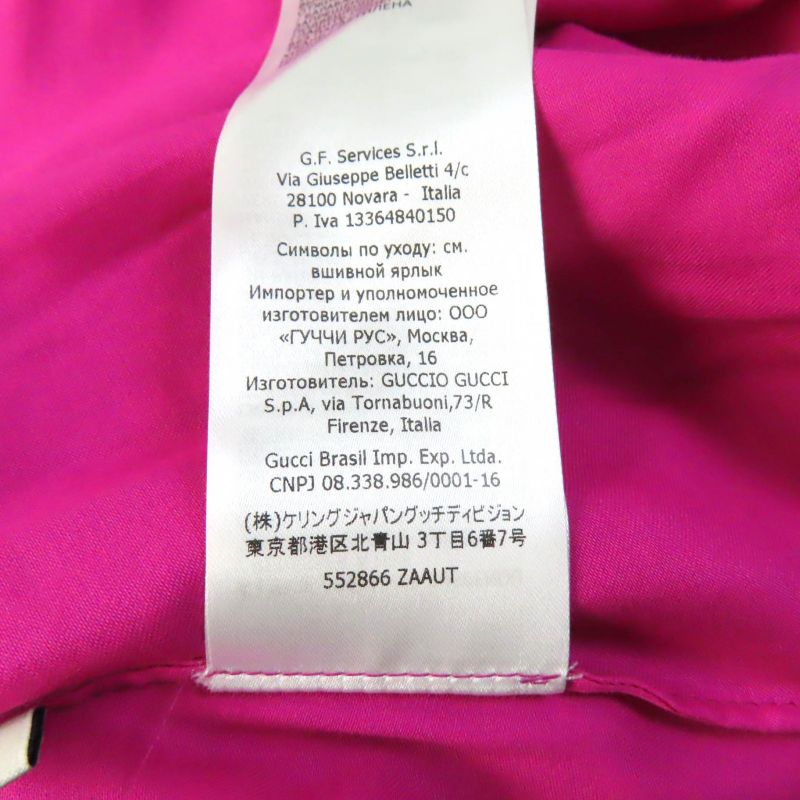 G.F. Services S.r.l.
Via Giuseppe Belletti 4/c
28100 Novara - Italia
P. Iva 13364840150
Символы по уходу: см.
вшивной ярлык
Импортер и уполномоченное
изготовителем лицо: ООО
«ГУЧЧИ РУС», Москва,
Петровка, 16
Изготовитель: GUCCIO GUCCI
S.p.A, via Tornabuoni,73/R
Firenze, Italia
Gucci Brasil Imp. Exp. Ltda.
CNPJ 08.338.986/0001-16
(株)ケリングジャパングッチディビジョン
東京都港区北青山 3丁目6番7号
552866 ZAAUT